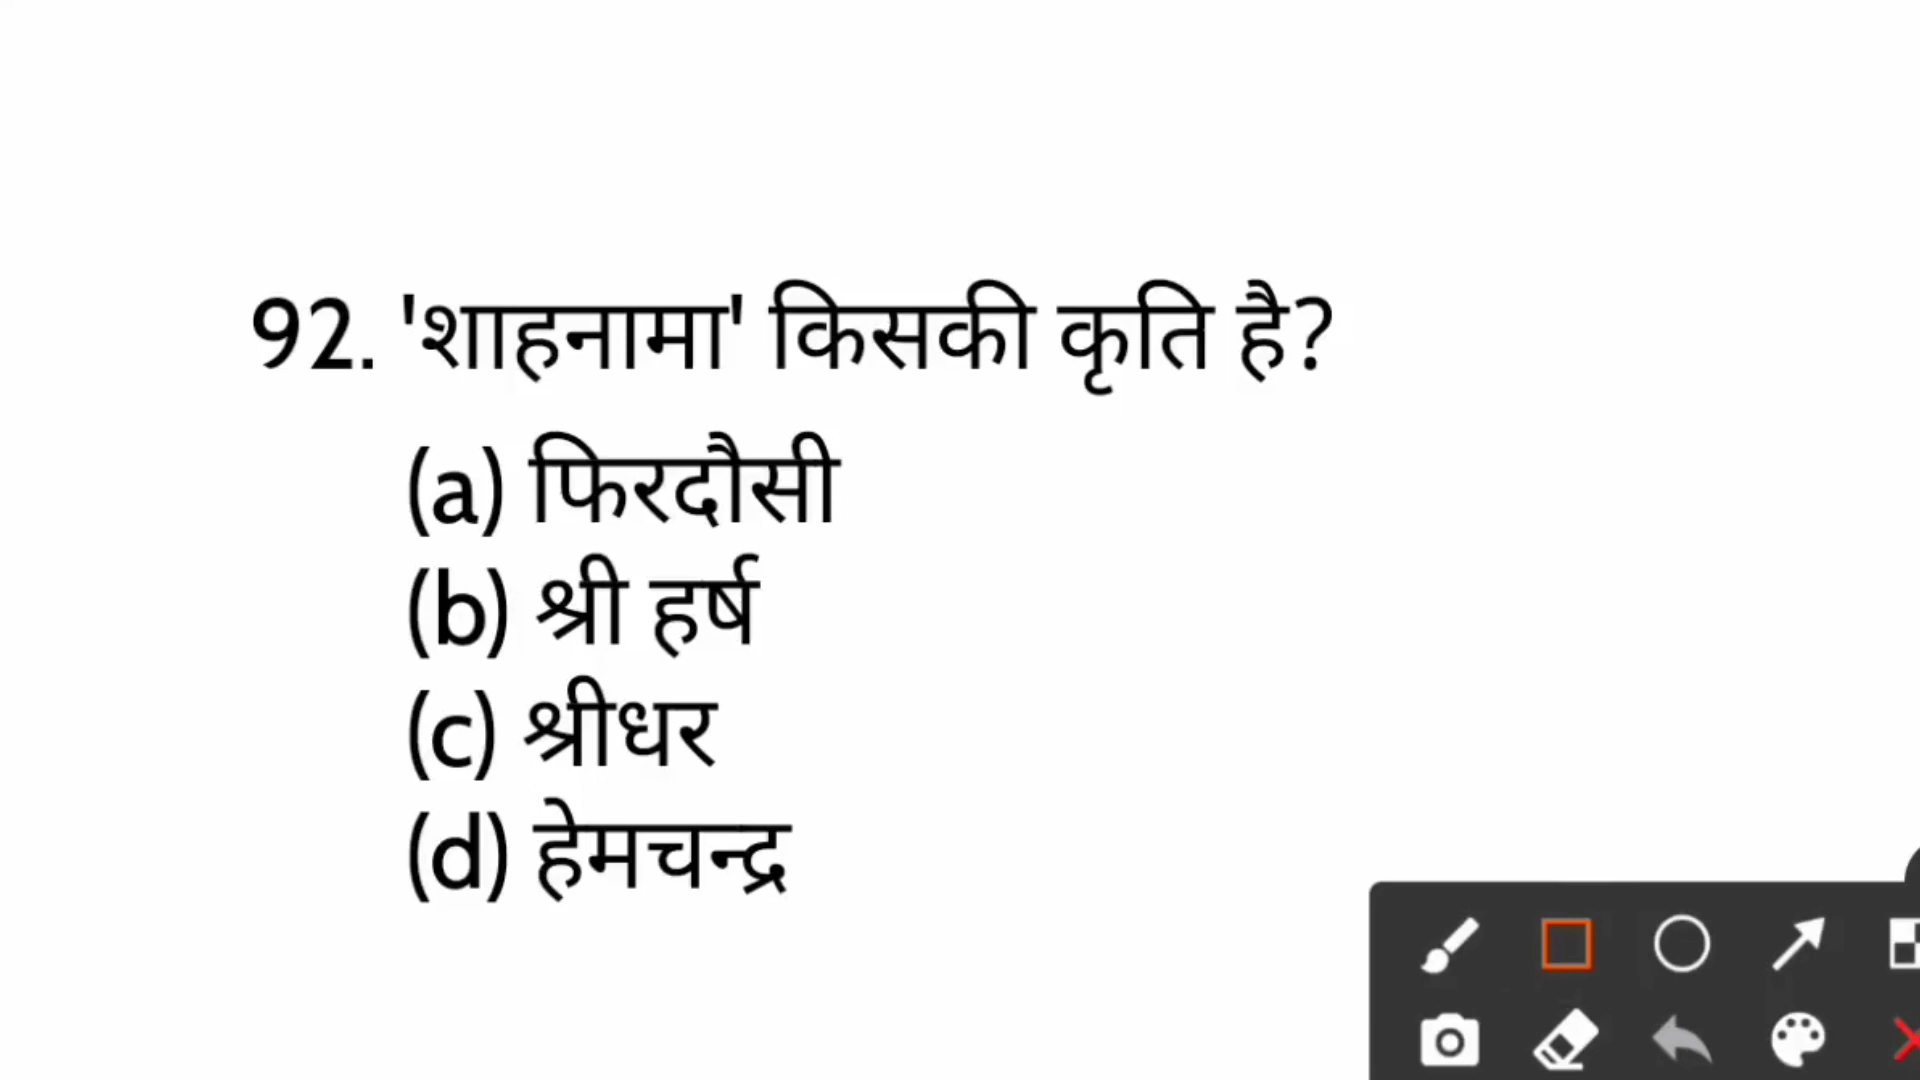 92. 'शाहनामा' किसकी कृति है?
(a) फिरदौसी
(b) श्री हर्ष
(c) श्रीधर
(d) हेमचन्द्र